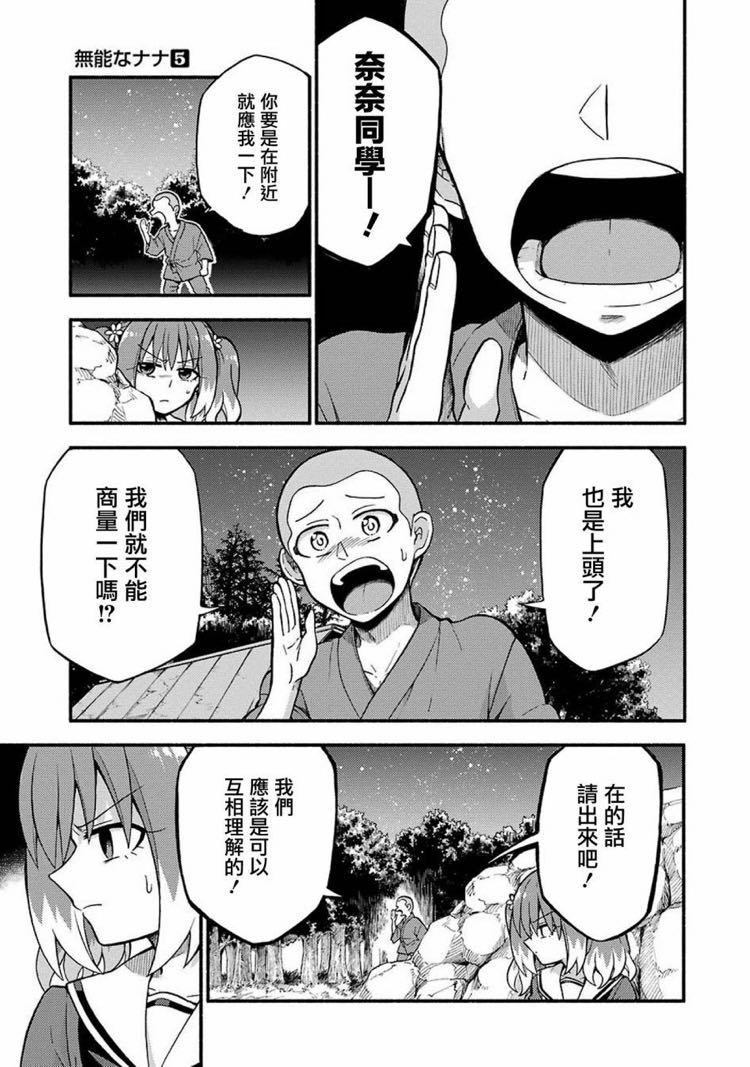 無能なナナ5
奈奈同學ー！
你要是在附近
就應我一下！
我
也是上頭了！
我們就不能
商量一下嗎!?
在的話
請出來吧！
我們
應該是可以
互相理解的！